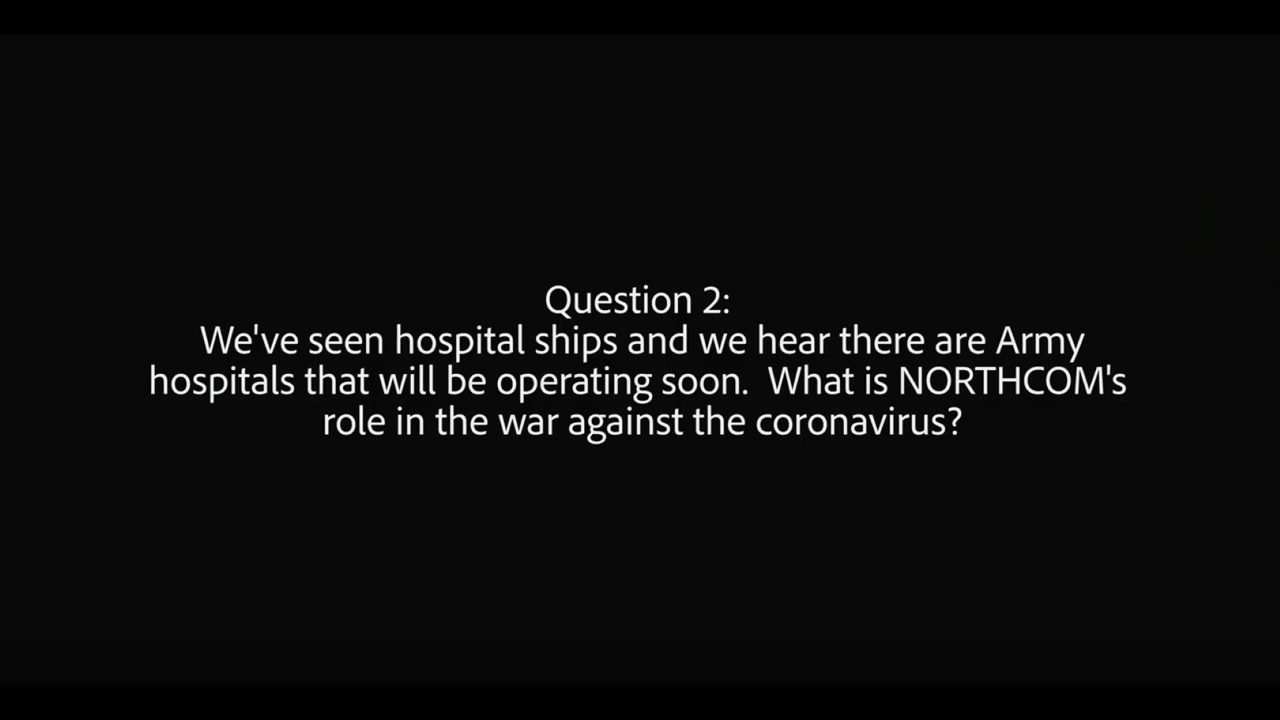 Question 2:
We've seen hospital ships and we hear there are Army
hospitals that will be operating soon.  What is NORTHCOM's
role in the war against the coronavirus?